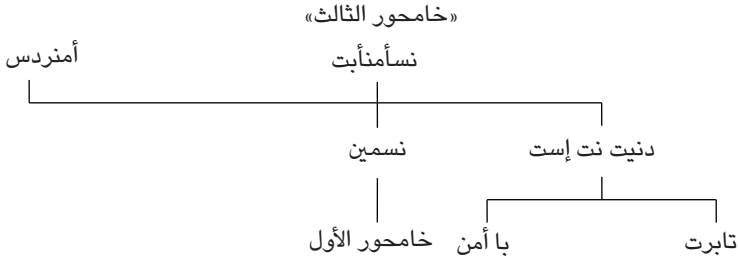 «خامحور الثالث»
نسأمنأبت
أمنردس
دنيت نت إست
نسمين
تابرت
با أمن
خامحور الأول